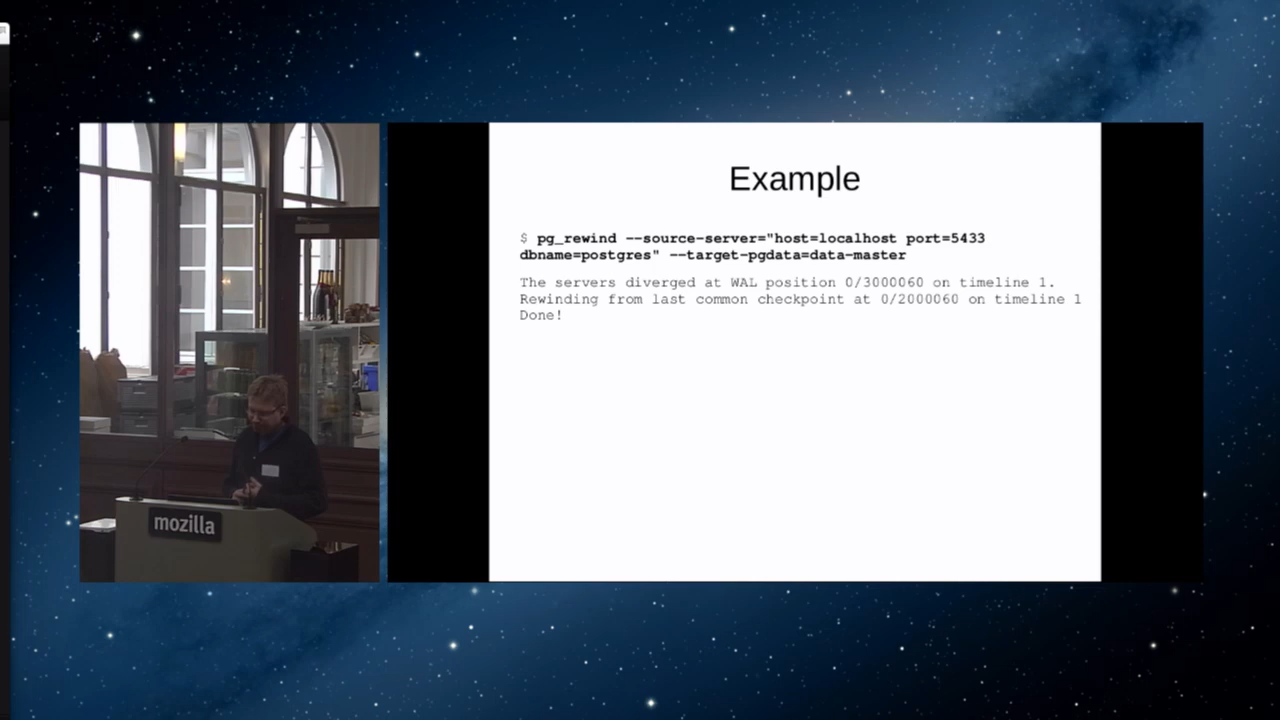 Example
$ pg_rewind --source-server="host=localhost port=5433
dbname=postgres" --target-pgdata=data-master
The servers diverged at WAL position 0/3000060 on timeline 1.
Rewinding from last common checkpoint at 0/2000060 on timeline 1
Done!
mozilla